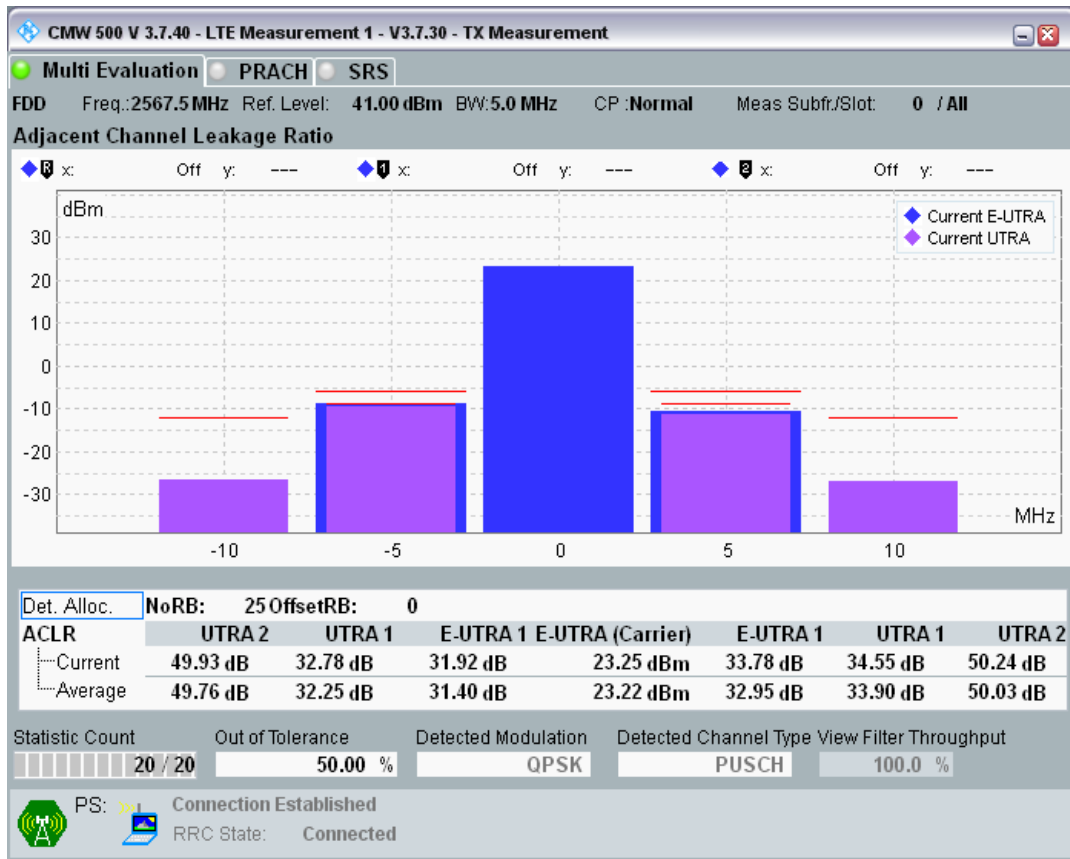 CMW 500 V 3.7.40 - LTE Measurement 1 - V3.7.30 - TX Measurement
Multi Evaluation PRACH SRS
FDD Freq.:2567.5 MHz Ref. Level: 41.00 dBm BW:5.0 MHz CP :Normal Meas Subfr./Slot: 0 / All
Adjacent Channel Leakage Ratio
R x: Off y: --- 1 x: Off y: --- 2 x: Off y: ---
dBm
Current E-UTRA
Current UTRA
30
20
10
0
-10
-20
-30
MHz
-10 -5 0 5 10
Det. Alloc. NoRB: 25 OffsetRB: 0
ACLR UTRA 2 UTRA 1 E-UTRA 1 E-UTRA (Carrier) E-UTRA 1 UTRA 1 UTRA 2
Current 49.93 dB 32.78 dB 31.92 dB 23.25 dBm 33.78 dB 34.55 dB 50.24 dB
Average 49.76 dB 32.25 dB 31.40 dB 23.22 dBm 32.95 dB 33.90 dB 50.03 dB
Statistic Count Out of Tolerance Detected Modulation Detected Channel Type View Filter Throughput
20 / 20 50.00 % QPSK PUSCH 100.0 %
PS: Connection Established
RRC State: Connected